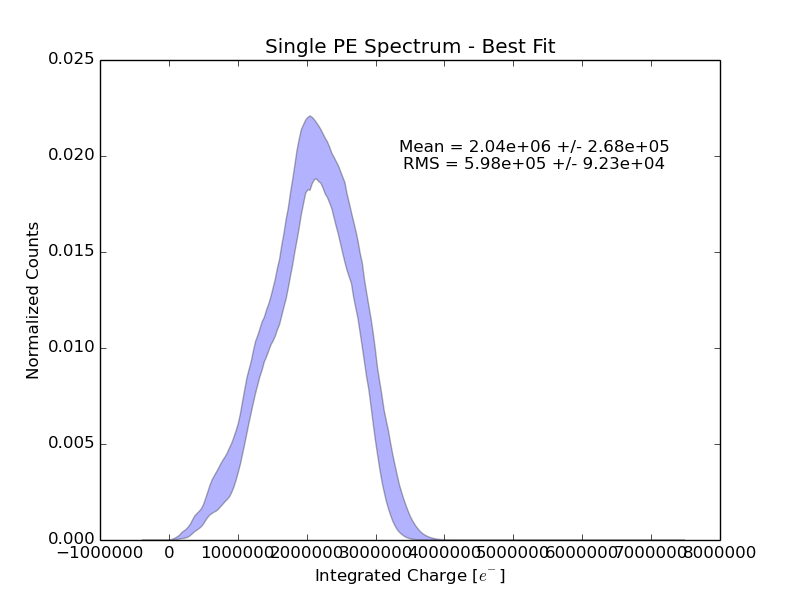 Single PE Spectrum - Best Fit
0.025
0.020
0.015
0.010
0.005
0.000
Normalized Counts
Mean = 2.04e+06 +/- 2.68e+05
RMS = 5.98e+05 +/- 9.23e+04
−1000000 0 1000000 2000000 3000000 4000000 5000000 6000000 7000000 8000000
Integrated Charge [e⁻]